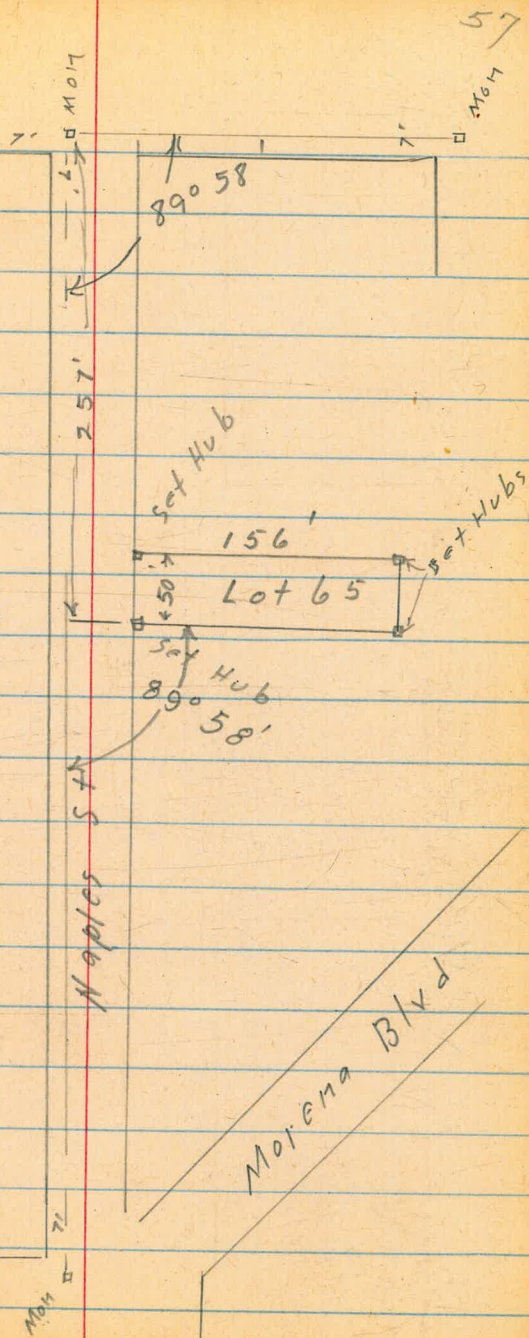 57
Mon
Mon
7'
7'
89° 58
257'
Set Hub
156'
Set Hubs
50'
Lot 65
Set Hub
89° 58'
Naples St
Morena Blvd
7'
Mon